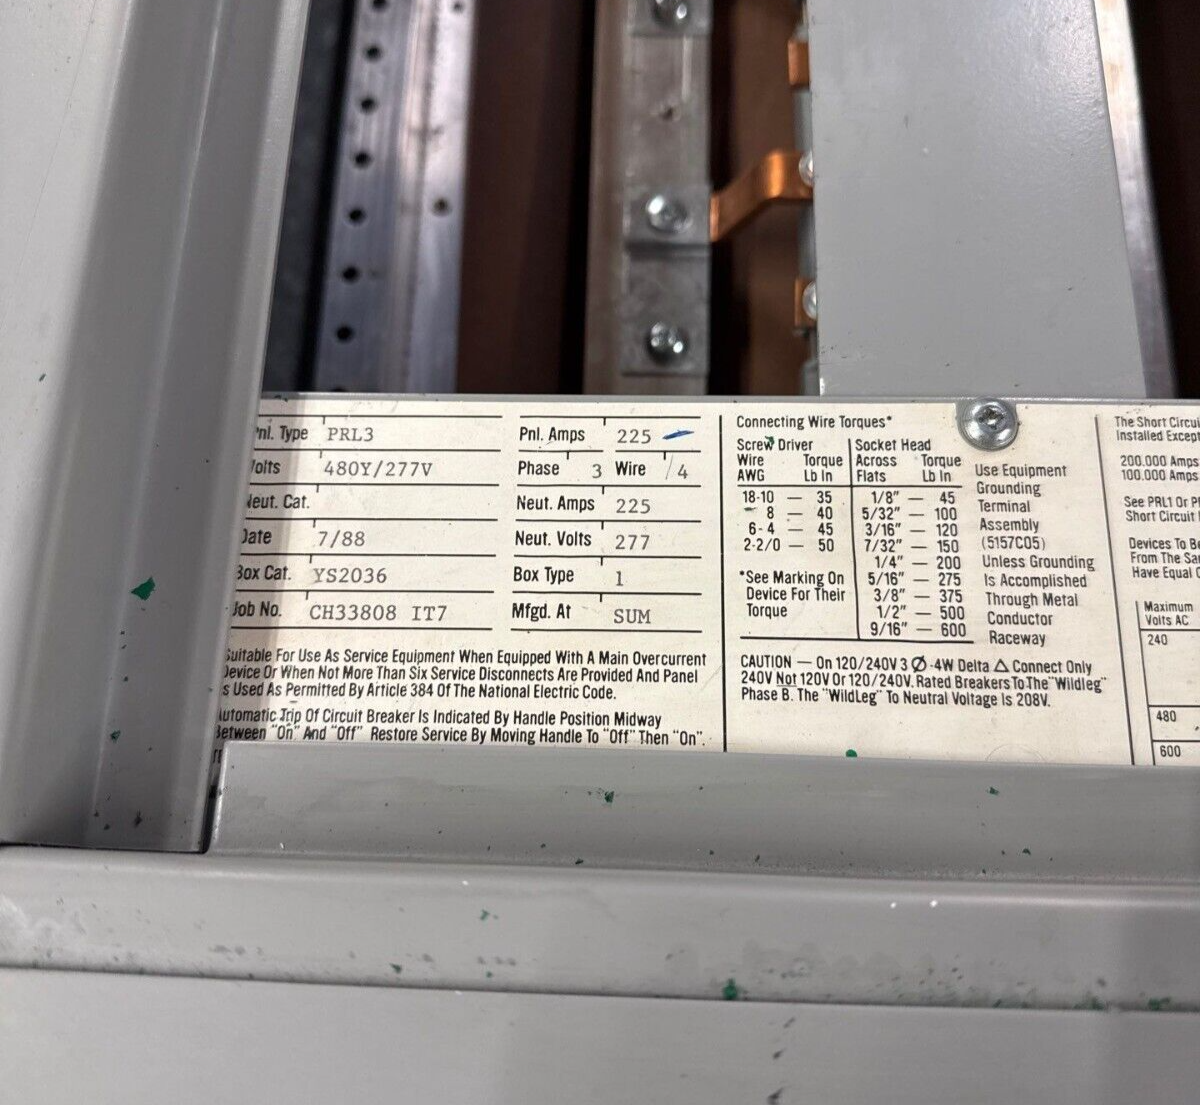 Pnl. Type PRL3
Volts 480Y/277V
Neut. Cat.
Date 7/88
Box Cat. YS2036
Job No. CH33808 IT7
Pnl. Amps 225
Phase 3 Wire 4
Neut. Amps 225
Neut. Volts 277
Box Type 1
Mfgd. At SUM
Suitable For Use As Service Equipment When Equipped With A Main Overcurrent
Device Or When Not More Than Six Service Disconnects Are Provided And Panel
Is Used As Permitted By Article 384 Of The National Electric Code.
Automatic Trip Of Circuit Breaker Is Indicated By Handle Position Midway
Between "On" And "Off" Restore Service By Moving Handle To "Off" Then "On".
Connecting Wire Torques*
Screw Driver
Wire Torque
AWG Lb In
18-10 — 35
8 — 40
6-4 — 45
2-2/0 — 50
*See Marking On
Device For Their
Torque
Socket Head
Across Torque
Flats Lb In
1/8" — 45
5/32" — 100
3/16" — 120
7/32" — 150
1/4" — 200
5/16" — 275
3/8" — 375
1/2" — 500
9/16" — 600
Use Equipment
Grounding
Terminal
Assembly
(5157C05)
Unless Grounding
Is Accomplished
Through Metal
Conductor
Raceway
CAUTION — On 120/240V 3 Ø -4W Delta △ Connect Only
240V Not 120V Or 120/240V. Rated Breakers To The "Wildleg"
Phase B. The "WildLeg" To Neutral Voltage Is 208V.
The Short Circui
Installed Except
200.000 Amps
100.000 Amps
See PRL1 Or P
Short Circuit
Devices To Be
From The Sa
Have Equal
Maximum
Volts AC
240
480
600